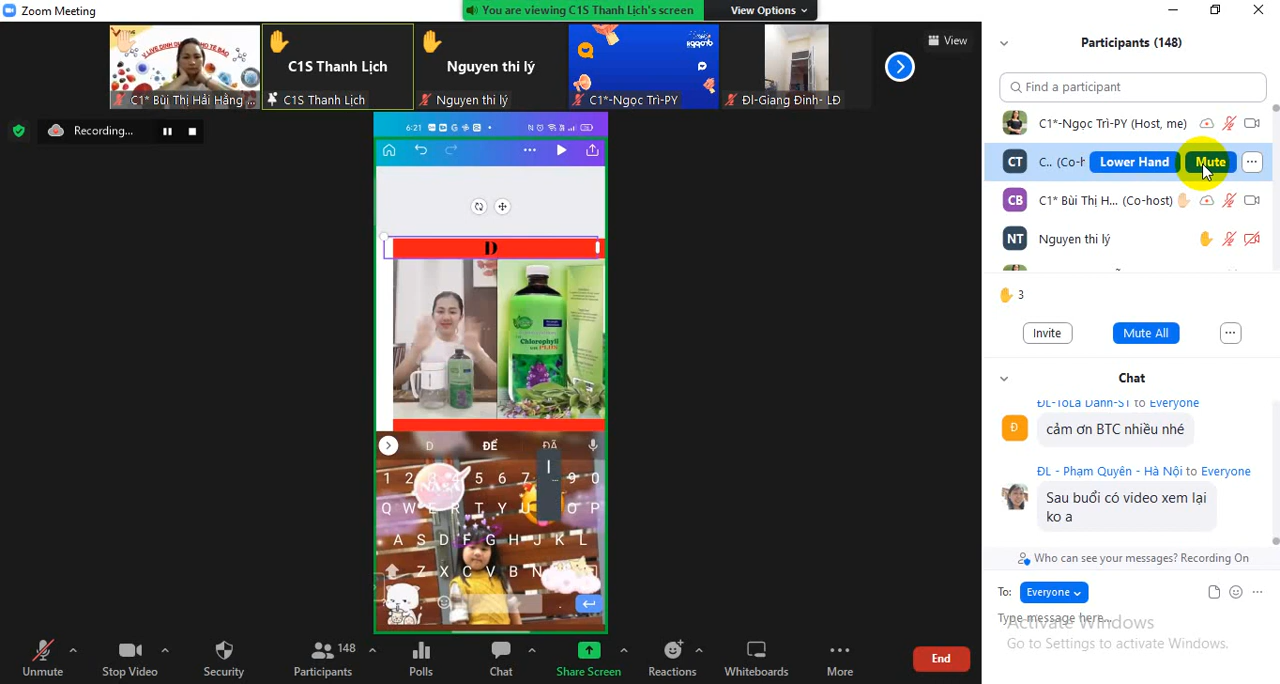 Zoom Meeting
You are viewing C1S Thanh Lịch's screen
View Options
C1* Bùi Thị Hải Hằng ...
C1S Thanh Lịch
C1S Thanh Lịch
Nguyen thi lý
Nguyen thi lý
C1*-Ngọc Trì-PY
Đl-Giang Đinh- LĐ
View
Recording...
6:21
D
Chlorophyll
PLUS
D ĐỂ ĐÃ
1 2 3 4 5 6 7 9 0
Q W E R T Y U O P
A S D F G H J K L
Z X C V B N
Participants (148)
Find a participant
C1*-Ngọc Trì-PY (Host, me)
CT C.. (Co-h Lower Hand Mute ...
CB C1* Bùi Thị H... (Co-host)
NT Nguyen thi lý
3
Invite Mute All ...
Chat
ĐL-ToLa Danh-ST to Everyone
Đ cảm ơn BTC nhiều nhé
ĐL - Phạm Quyên - Hà Nội to Everyone
Sau buổi có video xem lại
ko a
Who can see your messages? Recording On
To: Everyone
Type message here...
Activate Windows
Go to Settings to activate Windows.
Unmute
Stop Video
Security
Participants 148
Polls
Chat
Share Screen
Reactions
Whiteboards
More
End